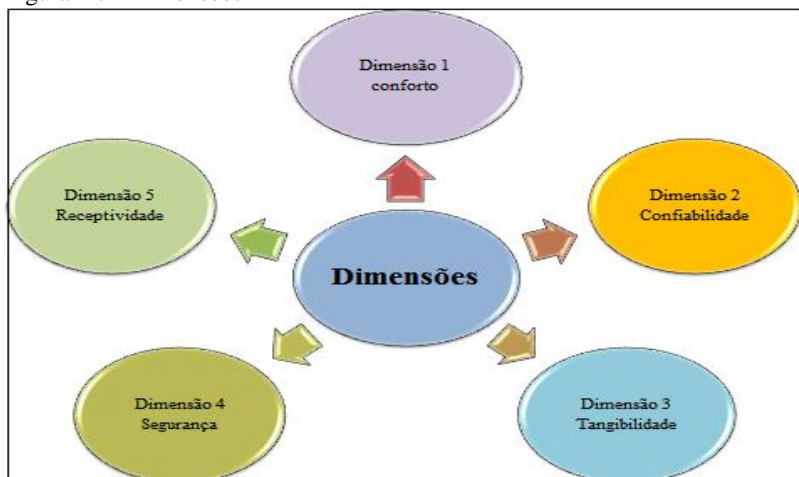 Dimensão 1
conforto
Dimensão 5
Receptividade
Dimensão 2
Confiabilidade
Dimensões
Dimensão 4
Segurança
Dimensão 3
Tangibilidade